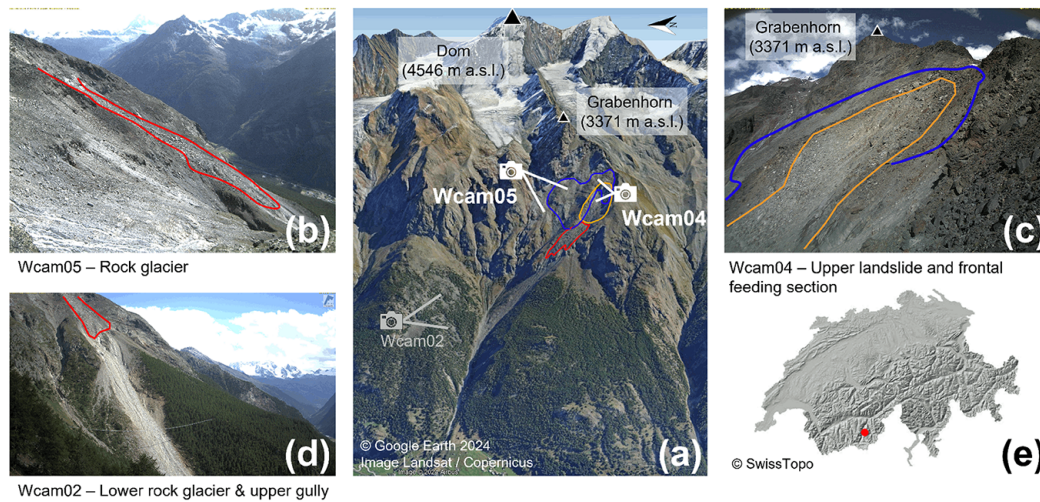 (b)
Wcam05 – Rock glacier
(d)
Wcam02 – Lower rock glacier & upper gully
Dom
(4546 m a.s.l.)
N
Grabenhorn
(3371 m a.s.l.)
Wcam05
Wcam04
Wcam02
© Google Earth 2024
Image Landsat / Copernicus
(a)
Grabenhorn
(3371 m a.s.l.)
(c)
Wcam04 – Upper landslide and frontal
feeding section
© SwissTopo
(e)